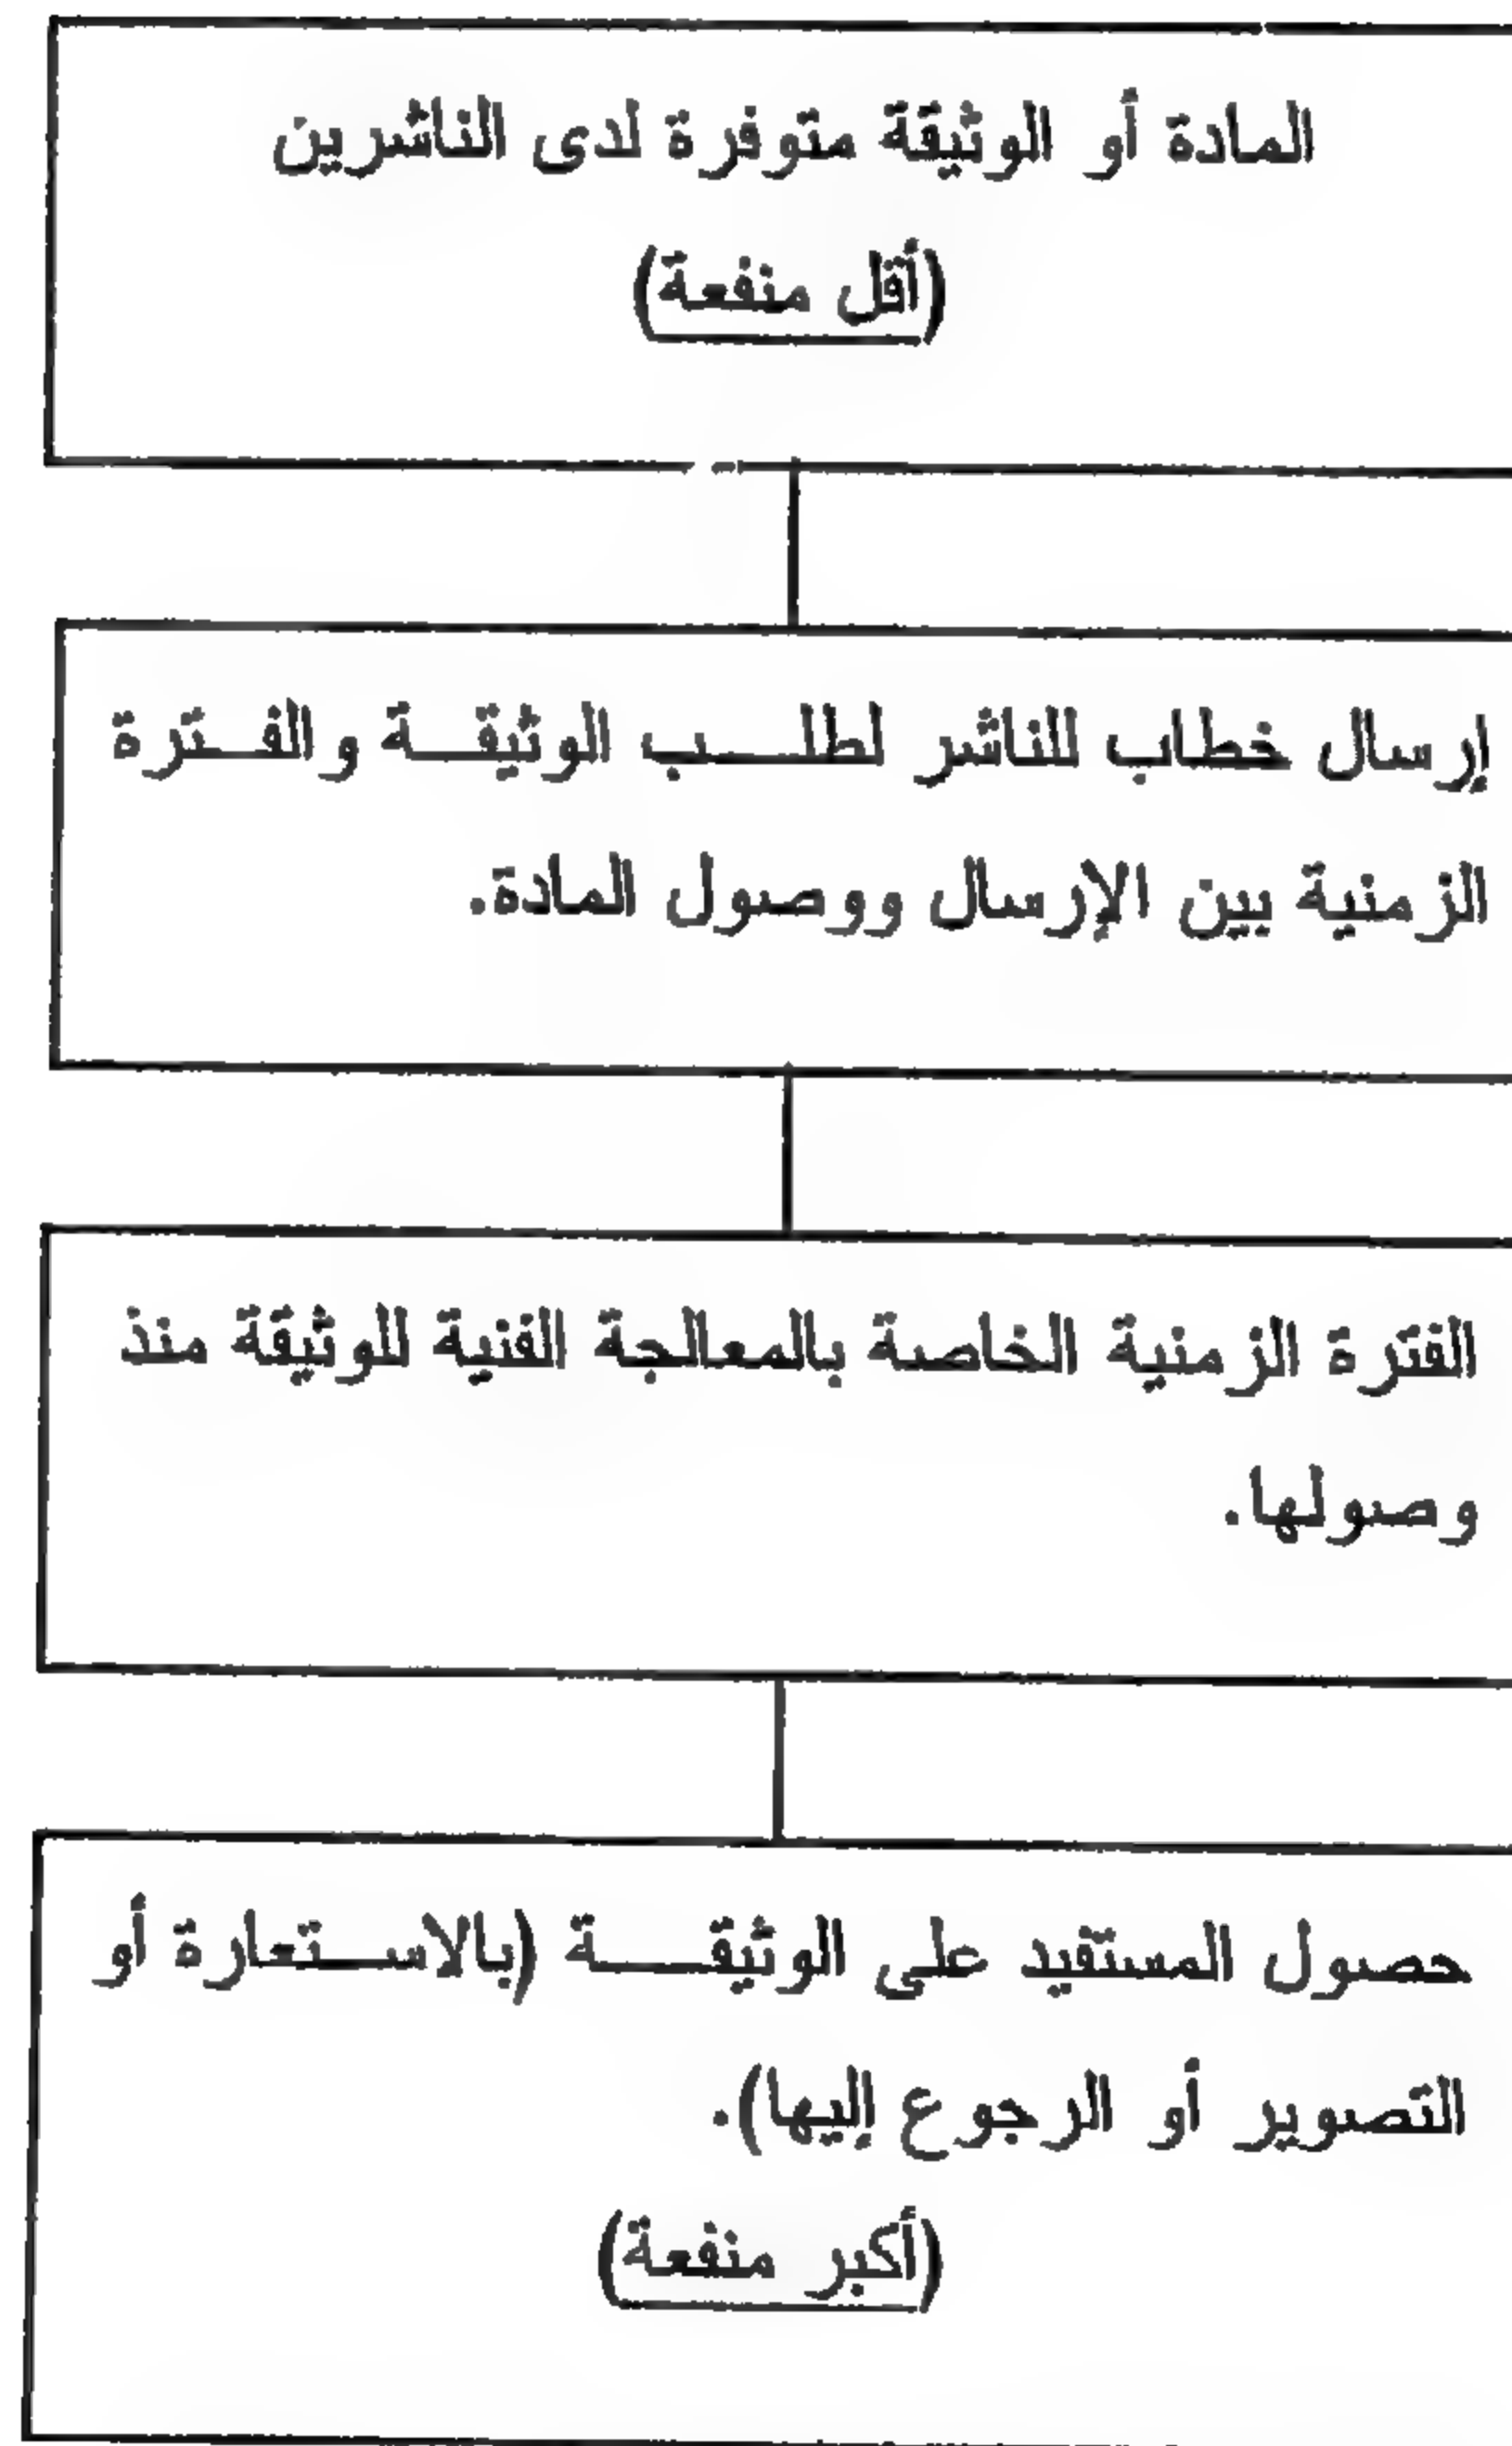 المادة أو الوثيقة متوفرة لدى الناشرين
(أقل منفعة)
إرسال خطاب للناشر لطلب الوثيقة والفترة
الزمنية بين الإرسال ووصول المادة.
الفترة الزمنية الخاصة بالمعالجة الفنية للوثيقة منذ
وصولها.
حصول المستفيد على الوثيقة (بالاستعارة أو
التصوير أو الرجوع إليها).
(أكبر منفعة)